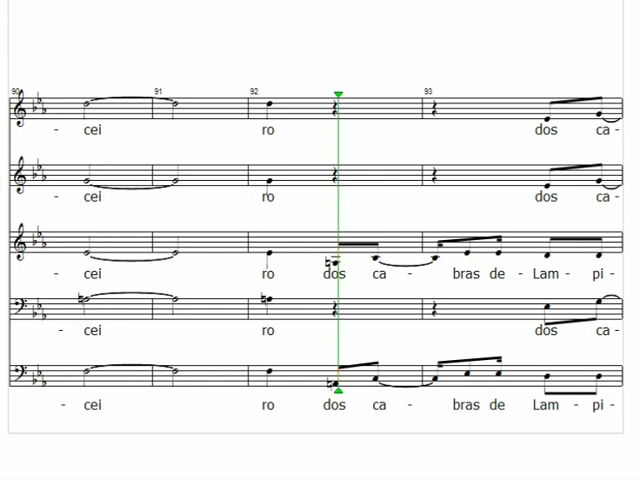 90 91 92 93
- cei ro dos ca -
- cei ro dos ca -
- cei ro dos ca - bras de - Lam - pi -
- cei ro dos ca -
- cei ro dos ca - bras de Lam - pi -